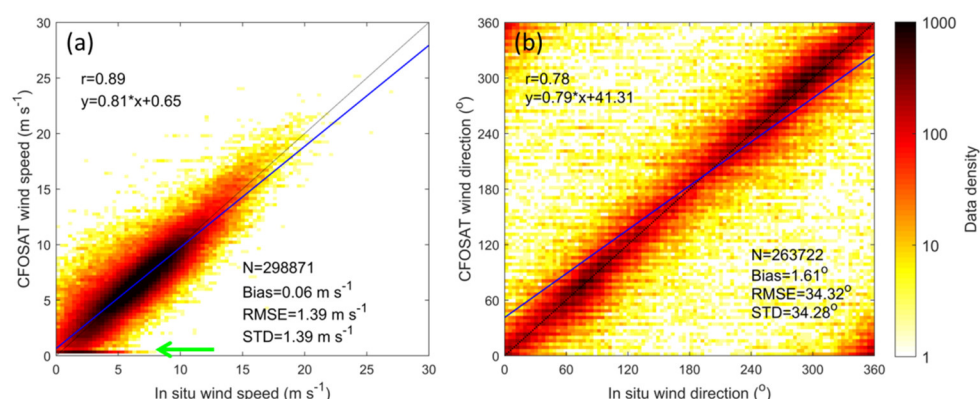 (a)
r=0.89
y=0.81*x+0.65
N=298871
Bias=0.06 m s⁻¹
RMSE=1.39 m s⁻¹
STD=1.39 m s⁻¹
30
25
20
15
10
5
0
CFOSAT wind speed (m s⁻¹)
0 5 10 15 20 25 30
In situ wind speed (m s⁻¹)
(b)
r=0.78
y=0.79*x+41.31
N=263722
Bias=1.61°
RMSE=34.32°
STD=34.28°
360
300
240
180
120
60
0
CFOSAT wind direction (°)
0 60 120 180 240 300 360
In situ wind direction (°)
1000
100
10
1
Data density